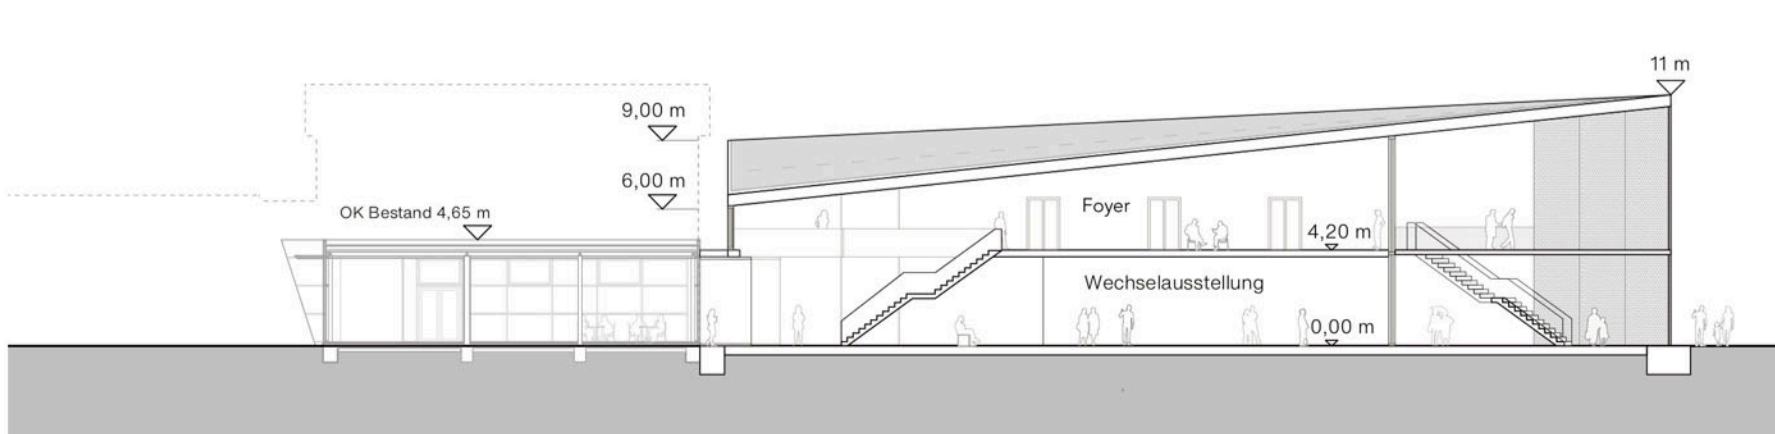 11 m
9,00 m
6,00 m
OK Bestand 4,65 m
Foyer
4,20 m
Wechselausstellung
0,00 m